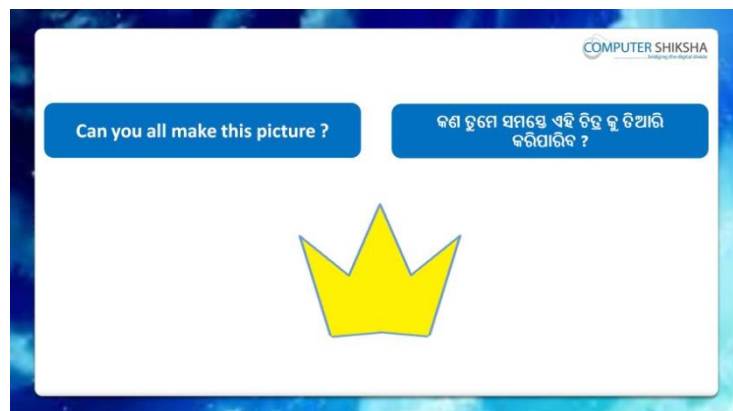 COMPUTER SHIKSHA
bridging the digital divide
Can you all make this picture ?
କଣ ତୁମେ ସମସ୍ତେ ଏହି ଚିତ୍ର କୁ ତିଆରି
କରିପାରିବ ?